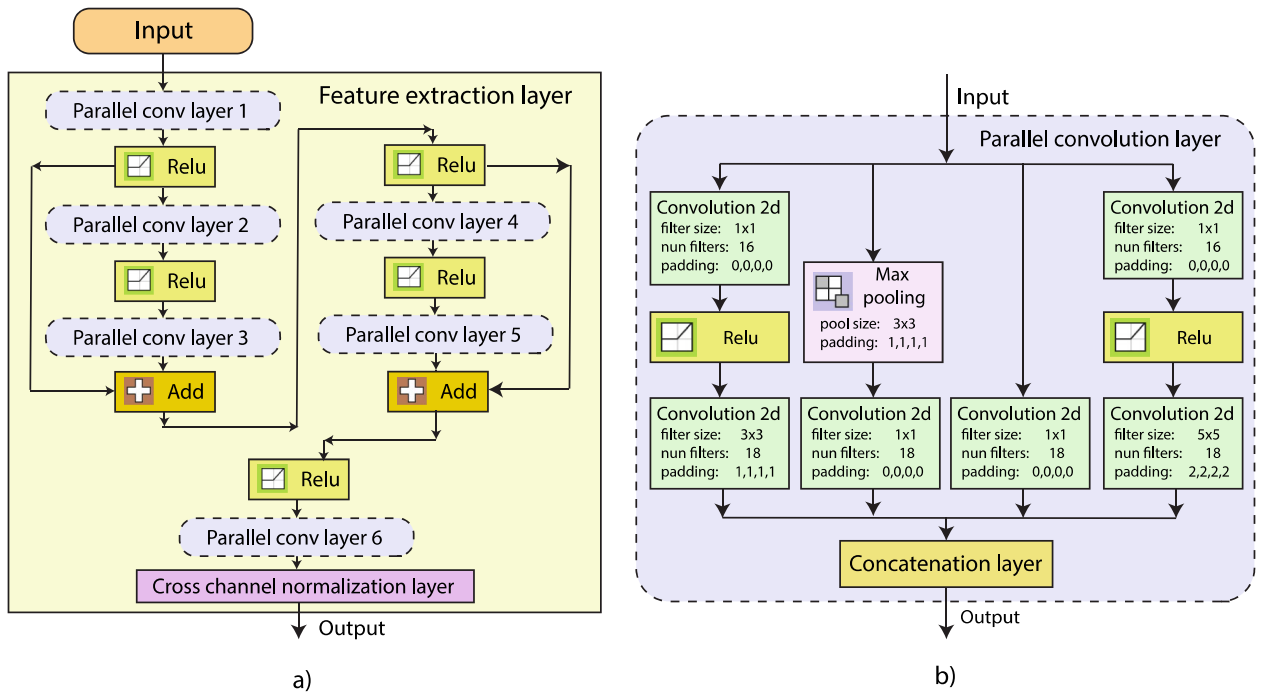 Input
Feature extraction layer
Parallel conv layer 1
Relu
Parallel conv layer 2
Relu
Parallel conv layer 3
Add
Relu
Parallel conv layer 4
Relu
Parallel conv layer 5
Add
Relu
Parallel conv layer 6
Cross channel normalization layer
Output
a)
Input
Parallel convolution layer
Convolution 2d
filter size: 1x1
nun filters: 16
padding: 0,0,0,0
Relu
Convolution 2d
filter size: 3x3
nun filters: 18
padding: 1,1,1,1
Max
pooling
pool size: 3x3
padding: 1,1,1,1
Convolution 2d
filter size: 1x1
nun filters: 18
padding: 0,0,0,0
Convolution 2d
filter size: 1x1
nun filters: 18
padding: 0,0,0,0
Convolution 2d
filter size: 1x1
nun filters: 16
padding: 0,0,0,0
Relu
Convolution 2d
filter size: 5x5
nun filters: 18
padding: 2,2,2,2
Concatenation layer
Output
b)